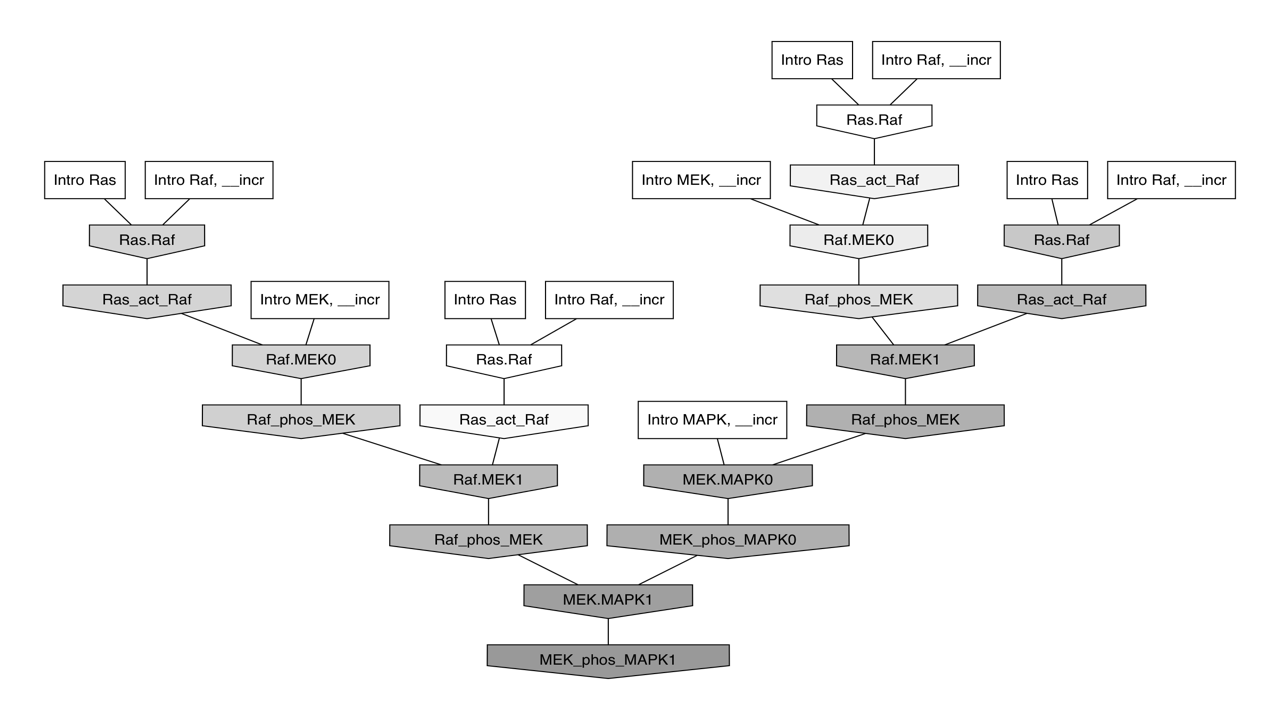 Intro Ras
Intro Raf, __incr
Ras.Raf
Intro Ras
Intro Raf, __incr
Intro MEK, __incr
Ras_act_Raf
Intro Ras
Intro Raf, __incr
Ras.Raf
Raf.MEK0
Ras.Raf
Ras_act_Raf
Intro MEK, __incr
Intro Ras
Intro Raf, __incr
Raf_phos_MEK
Ras_act_Raf
Raf.MEK0
Ras.Raf
Raf.MEK1
Raf_phos_MEK
Ras_act_Raf
Intro MAPK, __incr
Raf_phos_MEK
Raf.MEK1
MEK.MAPK0
Raf_phos_MEK
MEK_phos_MAPK0
MEK.MAPK1
MEK_phos_MAPK1